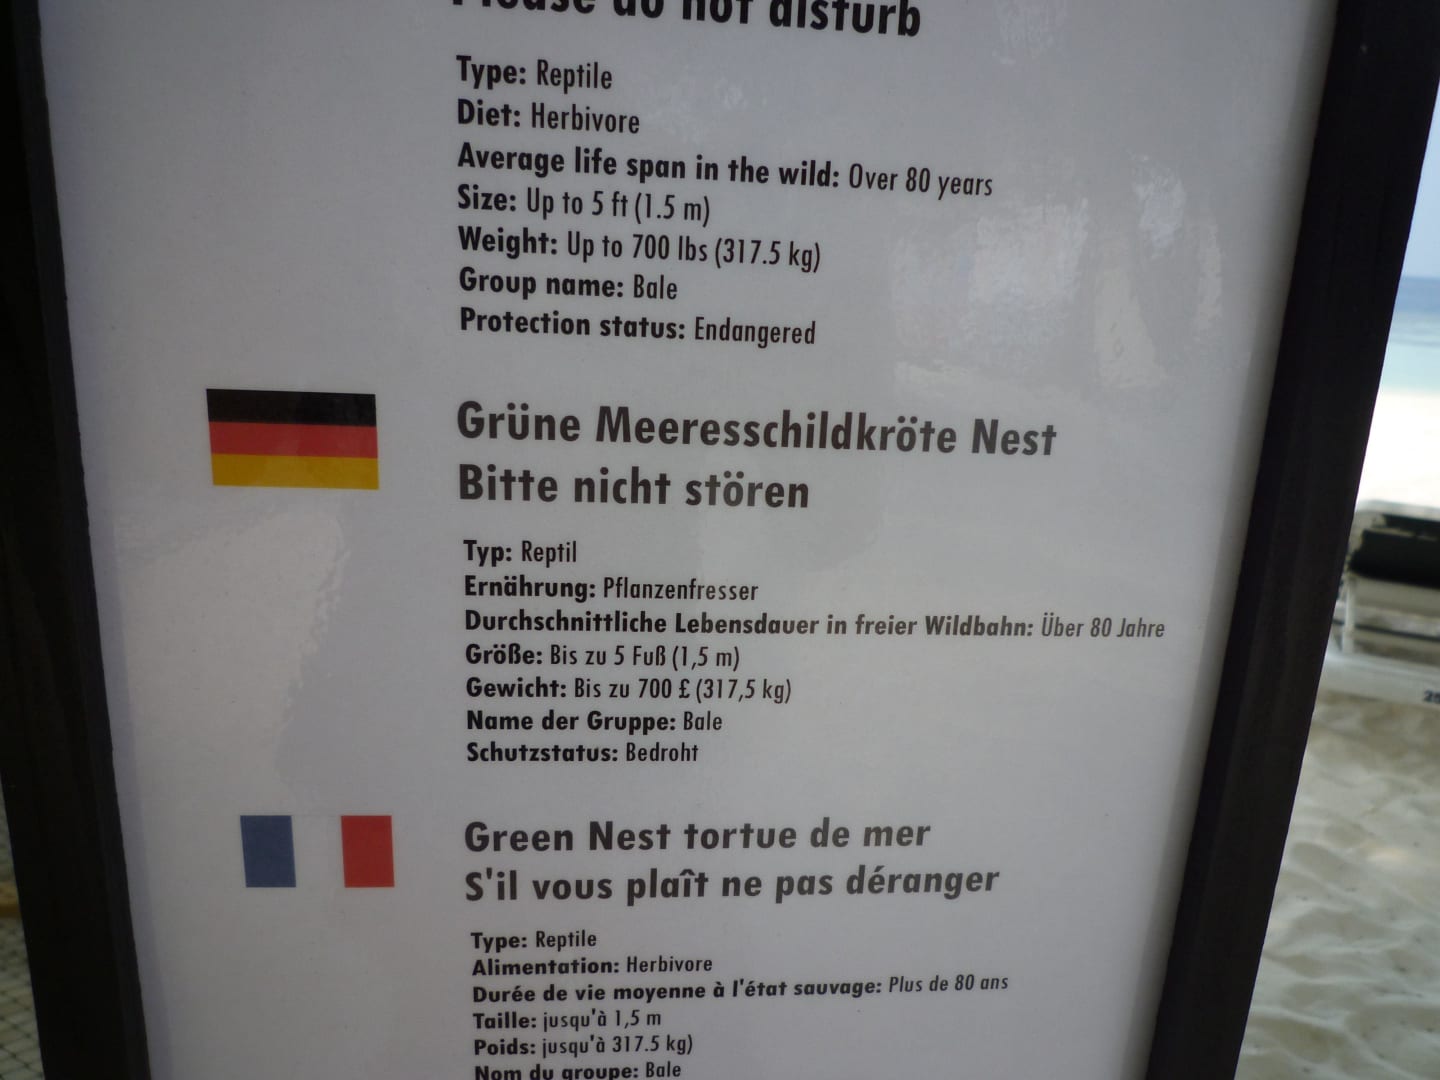 Please do not disturb
Type: Reptile
Diet: Herbivore
Average life span in the wild: Over 80 years
Size: Up to 5 ft (1.5 m)
Weight: Up to 700 lbs (317.5 kg)
Group name: Bale
Protection status: Endangered
Grüne Meeresschildkröte Nest
Bitte nicht stören
Typ: Reptil
Ernährung: Pflanzenfresser
Durchschnittliche Lebensdauer in freier Wildbahn: Über 80 Jahre
Größe: Bis zu 5 Fuß (1,5 m)
Gewicht: Bis zu 700 £ (317,5 kg)
Name der Gruppe: Bale
Schutzstatus: Bedroht
Green Nest tortue de mer
S'il vous plaît ne pas déranger
Type: Reptile
Alimentation: Herbivore
Durée de vie moyenne à l'état sauvage: Plus de 80 ans
Taille: jusqu'à 1,5 m
Poids: jusqu'à 317.5 kg)
Nom du groupe: Bale